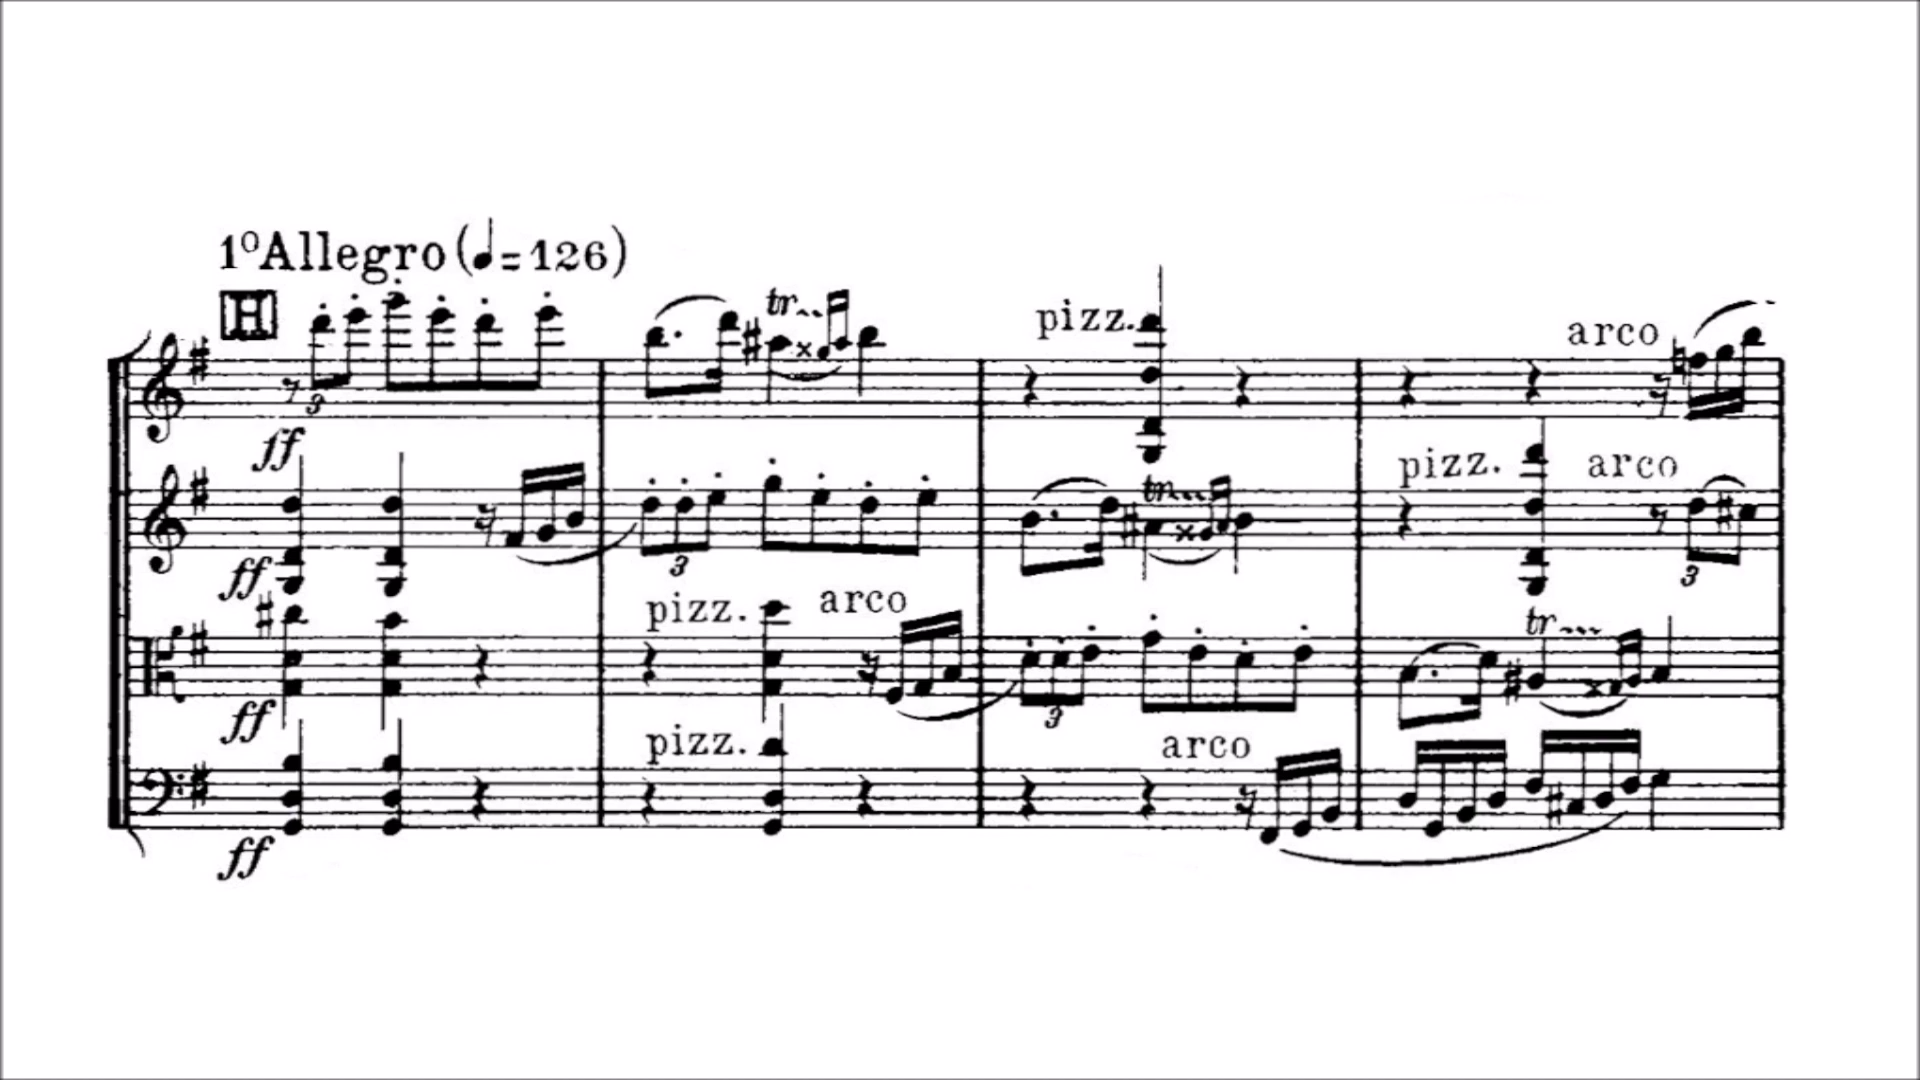 1º Allegro (♩=126)
H
3
ff
tr
pizz.
arco
ff
3
tr
pizz.
arco
3
ff
pizz.
arco
3
tr
ff
pizz.
arco